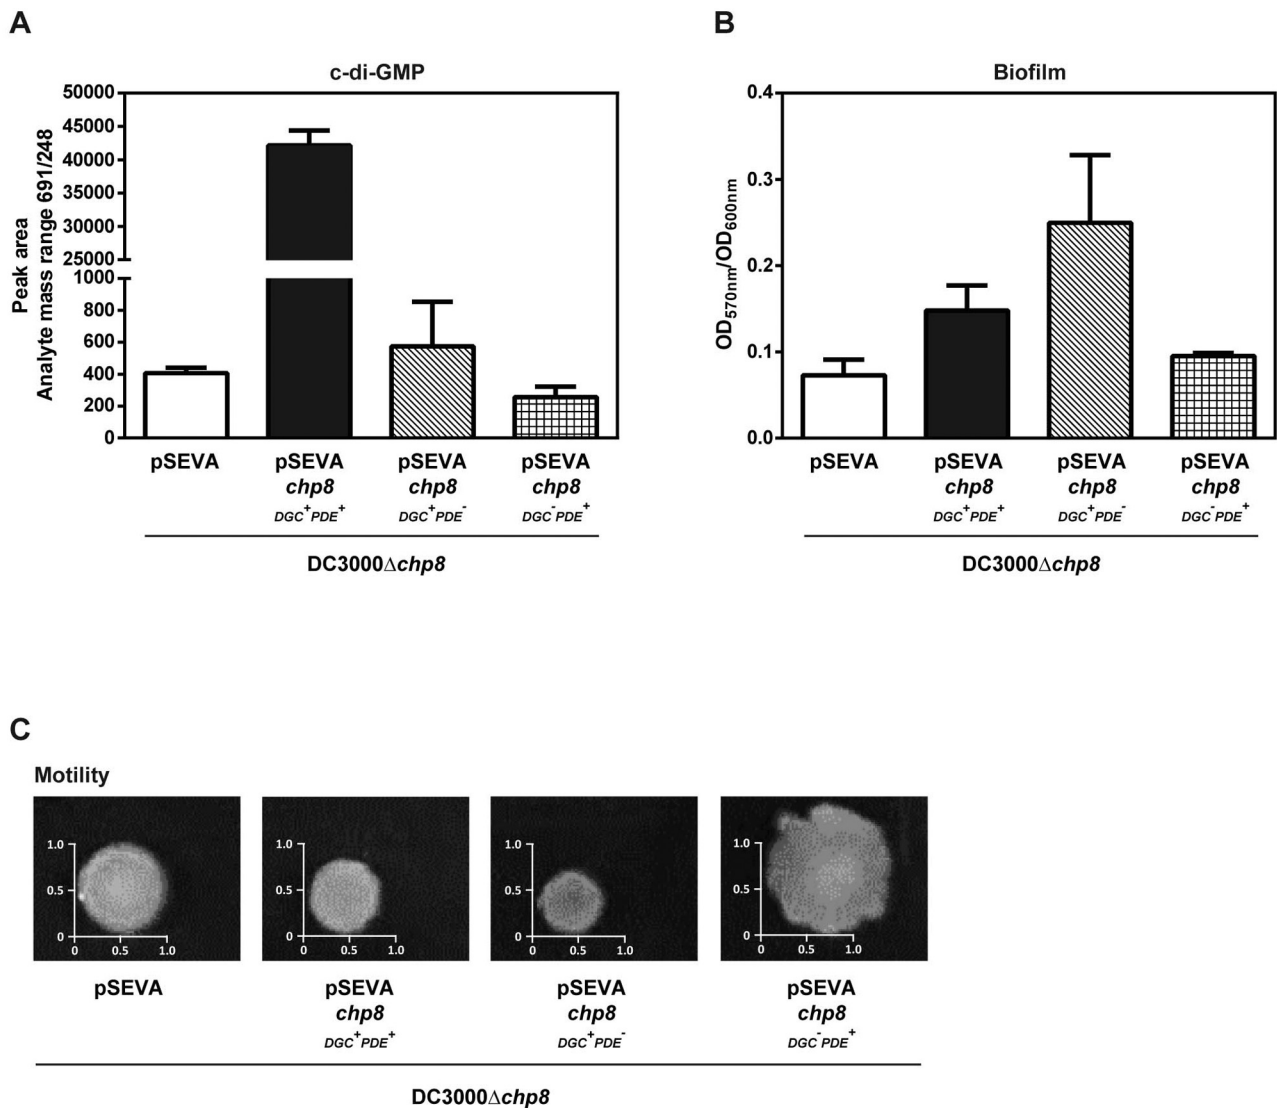 A
c-di-GMP
Peak area
Analyte mass range 691/248
50000
45000
40000
35000
30000
25000
1000
800
600
400
200
0
pSEVA
pSEVA
chp8
DGC⁺PDE⁺
pSEVA
chp8
DGC⁺PDE⁻
pSEVA
chp8
DGC⁻PDE⁺
DC3000Δchp8
B
Biofilm
OD570nm/OD600nm
0.4
0.3
0.2
0.1
0.0
pSEVA
pSEVA
chp8
DGC⁺PDE⁺
pSEVA
chp8
DGC⁺PDE⁻
pSEVA
chp8
DGC⁻PDE⁺
DC3000Δchp8
C
Motility
1.0
0.5
0
0 0.5 1.0
pSEVA
1.0
0.5
0
0 0.5 1.0
pSEVA
chp8
DGC⁺PDE⁺
1.0
0.5
0
0 0.5 1.0
pSEVA
chp8
DGC⁺PDE⁻
1.0
0.5
0
0 0.5 1.0
pSEVA
chp8
DGC⁻PDE⁺
DC3000Δchp8